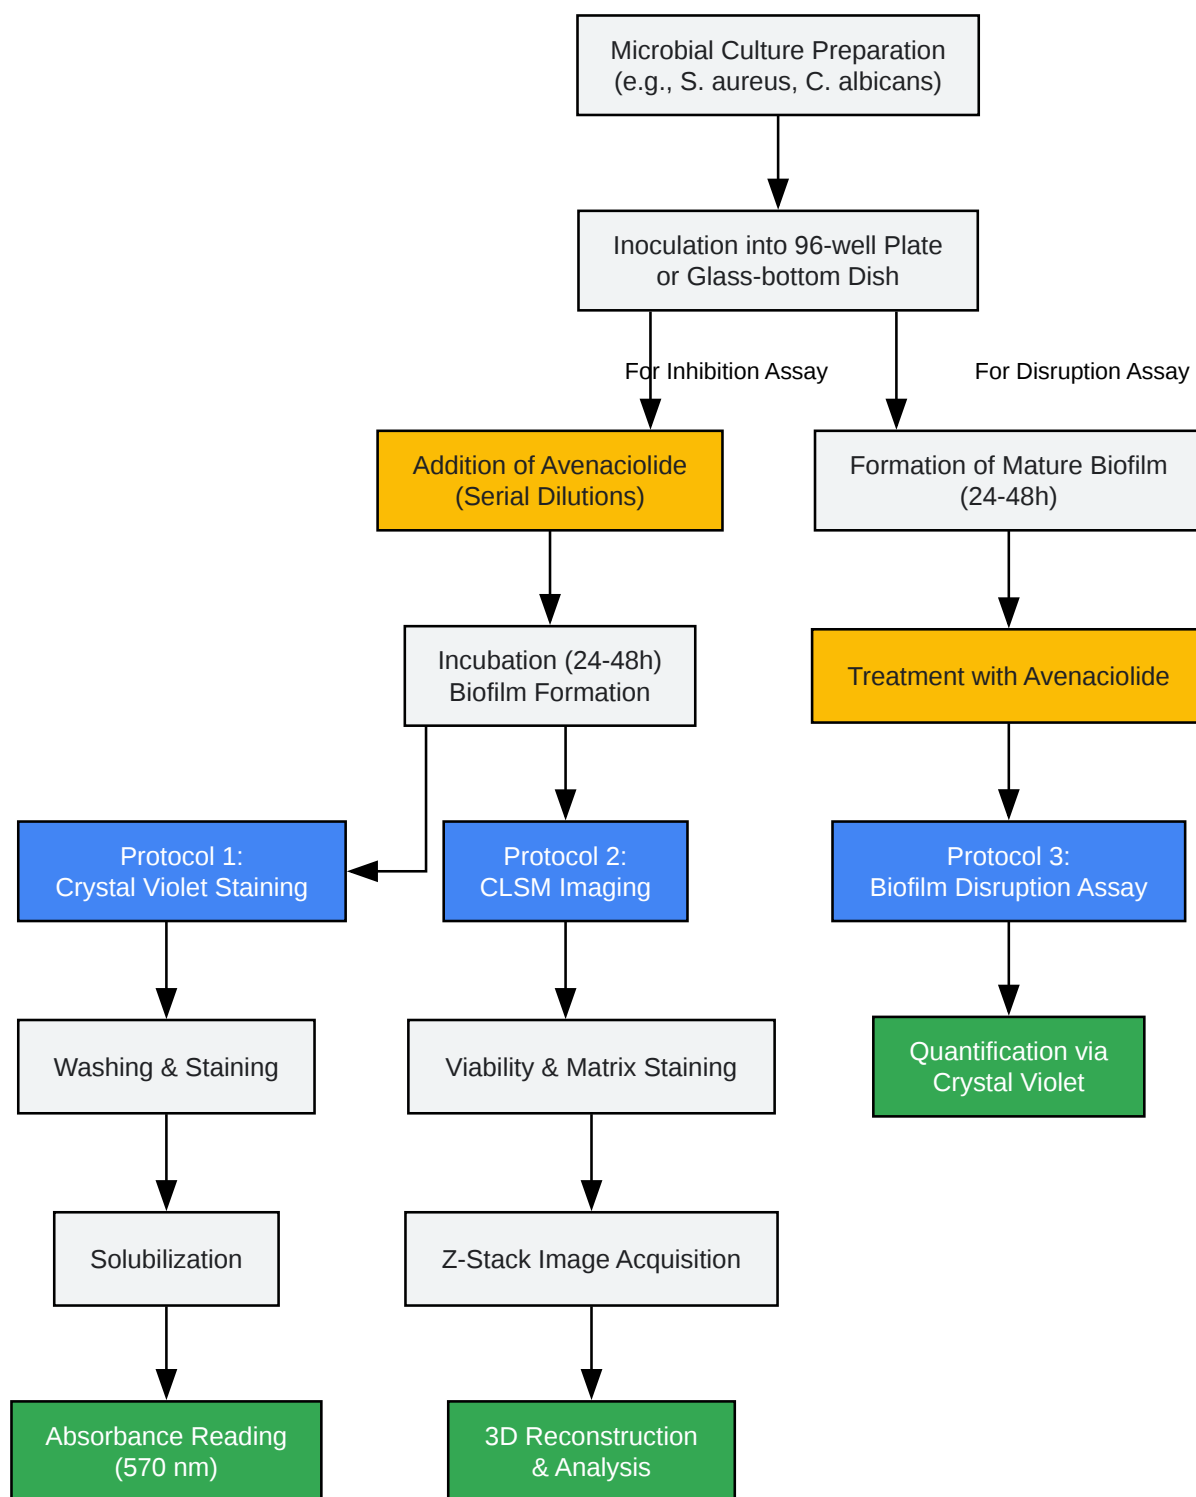 Microbial Culture Preparation
(e.g., S. aureus, C. albicans)
Inoculation into 96-well Plate
or Glass-bottom Dish
For Inhibition Assay
For Disruption Assay
Addition of Avenaciolide
(Serial Dilutions)
Formation of Mature Biofilm
(24-48h)
Incubation (24-48h)
Biofilm Formation
Treatment with Avenaciolide
Protocol 1:
Crystal Violet Staining
Protocol 2:
CLSM Imaging
Protocol 3:
Biofilm Disruption Assay
Washing & Staining
Viability & Matrix Staining
Quantification via
Crystal Violet
Solubilization
Z-Stack Image Acquisition
Absorbance Reading
(570 nm)
3D Reconstruction
& Analysis